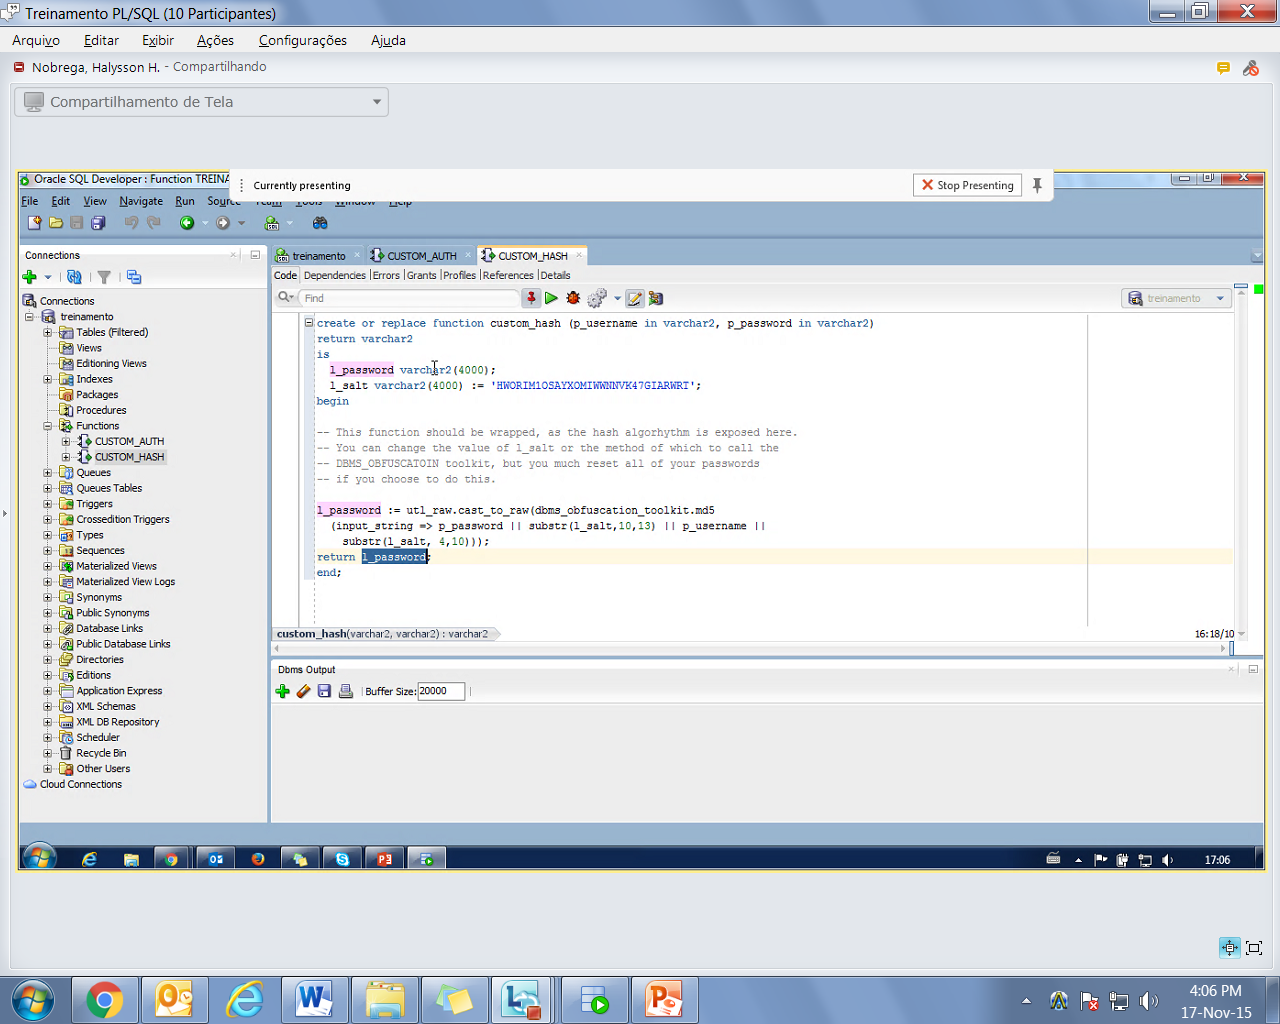 Treinamento PL/SQL (10 Participantes)
Arquivo Editar Exibir Ações Configurações Ajuda
Nobrega, Halysson H. - Compartilhando
Compartilhamento de Tela
Oracle SQL Developer : Function TREINA
Currently presenting
Stop Presenting
File Edit View Navigate Run Source Team Tools Window Help
Connections
treinamento CUSTOM_AUTH CUSTOM_HASH
Code Dependencies Errors Grants Profiles References Details
Find
treinamento
Connections
treinamento
Tables (Filtered)
Views
Editioning Views
Indexes
Packages
Procedures
Functions
CUSTOM_AUTH
CUSTOM_HASH
Queues
Queues Tables
Triggers
Crossedition Triggers
Types
Sequences
Materialized Views
Materialized View Logs
Synonyms
Public Synonyms
Database Links
Public Database Links
Directories
Editions
Application Express
XML Schemas
XML DB Repository
Scheduler
Recycle Bin
Other Users
Cloud Connections
create or replace function custom_hash (p_username in varchar2, p_password in varchar2)
return varchar2
is
l_password varchar2(4000);
l_salt varchar2(4000) := 'HWORIM1OSAYXOMIWWNNVK47GIARWRT';
begin
-- This function should be wrapped, as the hash algorhythm is exposed here.
-- You can change the value of l_salt or the method of which to call the
-- DBMS_OBFUSCATOIN toolkit, but you much reset all of your passwords
-- if you choose to do this.
l_password := utl_raw.cast_to_raw(dbms_obfuscation_toolkit.md5
(input_string => p_password || substr(l_salt,10,13) || p_username ||
substr(l_salt, 4,10)));
return l_password;
end;
custom_hash(varchar2, varchar2) : varchar2
16:18/10
Dbms Output
Buffer Size: 20000
17:06
4:06 PM
17-Nov-15